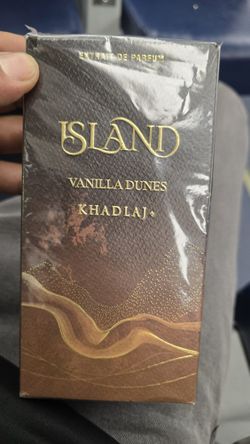 EXTRAIT DE PARFUM
ISLAND
VANILLA DUNES
KHADLAJ